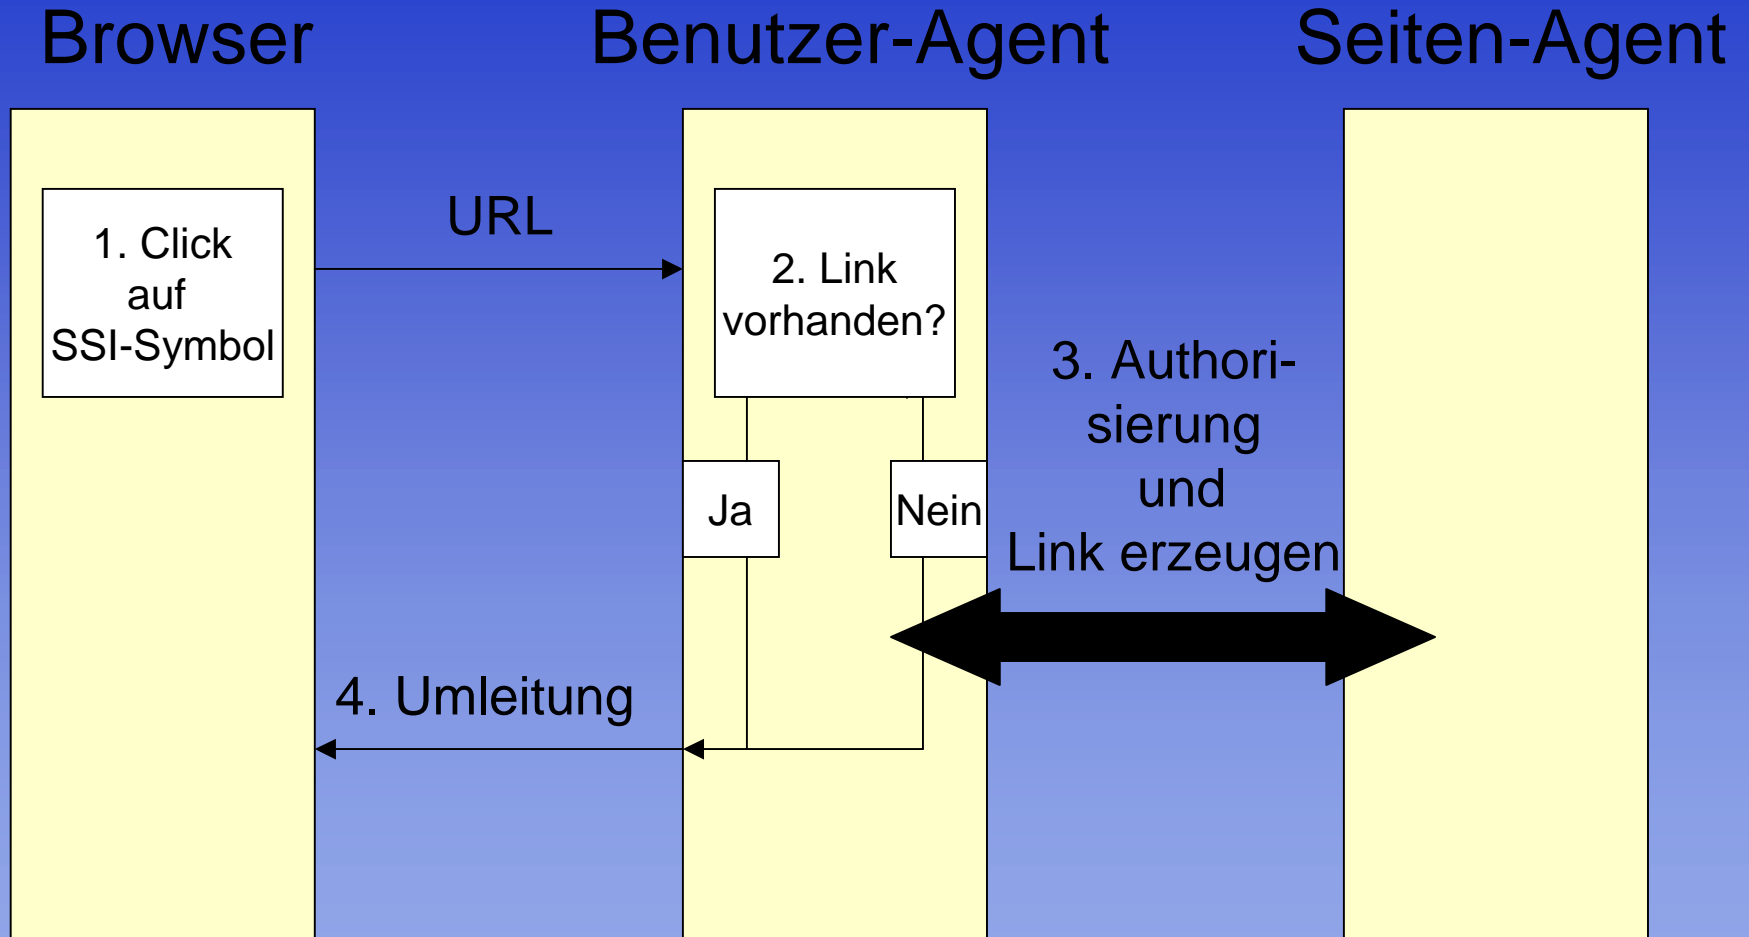 Browser
Benutzer-Agent
Seiten-Agent
1. Click
auf
SSI-Symbol
URL
2. Link
vorhanden?
Ja
Nein
3. Authori-
sierung
und
Link erzeugen
4. Umleitung